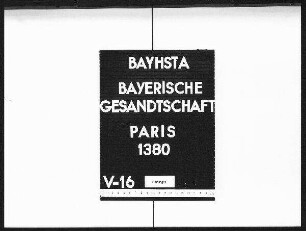 BAYHSTA
BAYERISCHE
GESANDTSCHAFT
PARIS
1380
V-16